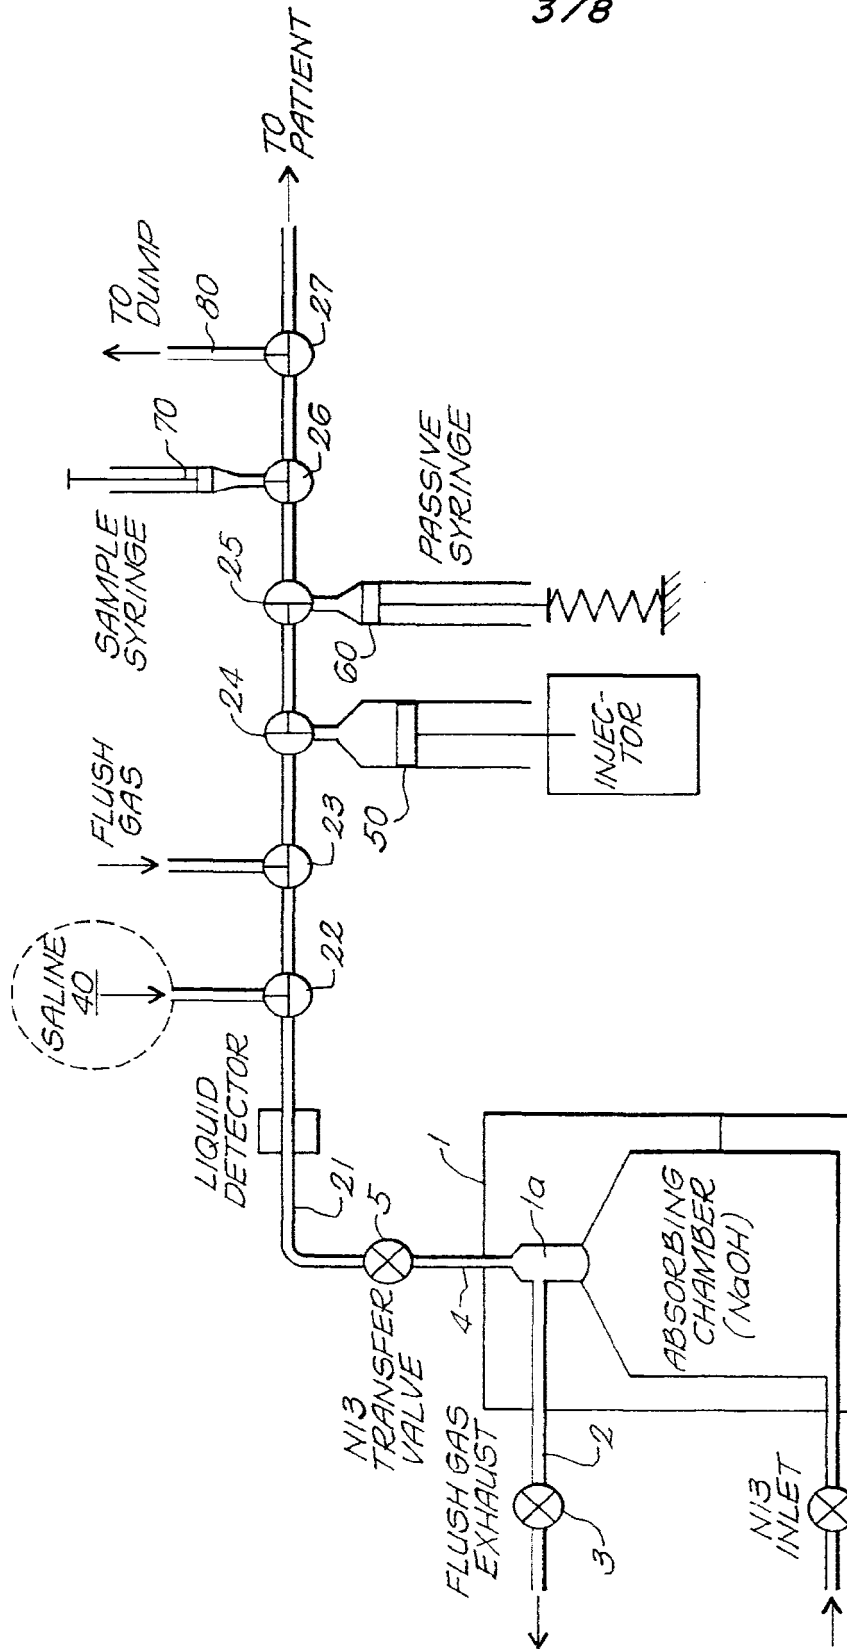 3/8
SALINE
40
FLUSH
GAS
SAMPLE
SYRINGE
70
TO
DUMP
80
TO
PATIENT
LIQUID
DETECTOR
22
23
24
25
26
27
21
N13
TRANSFER
VALVE
5
4
1
1a
50
60
INJEC-
TOR
PASSIVE
SYRINGE
FLUSH GAS
EXHAUST
2
3
ABSORBING
CHAMBER
(NaOH)
N13
INLET